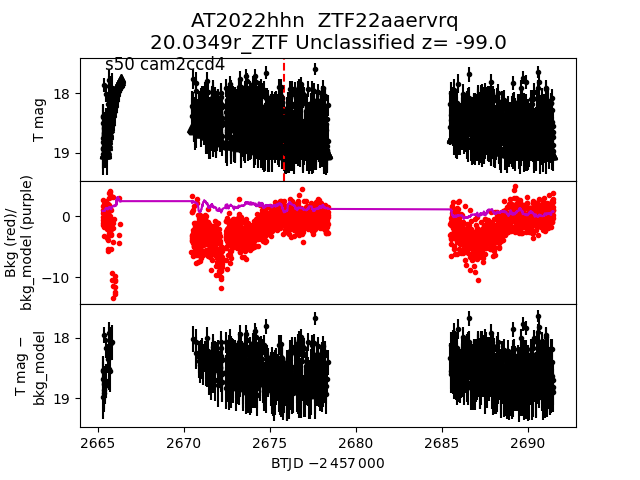 AT2022hhn  ZTF22aaervrq
20.0349r_ZTF Unclassified z= -99.0
s50 cam2ccd4
18
19
T mag
0
−10
Bkg (red)/
bkg_model (purple)
18
19
T mag −
bkg_model
2665 2670 2675 2680 2685 2690
BTJD −2 457 000